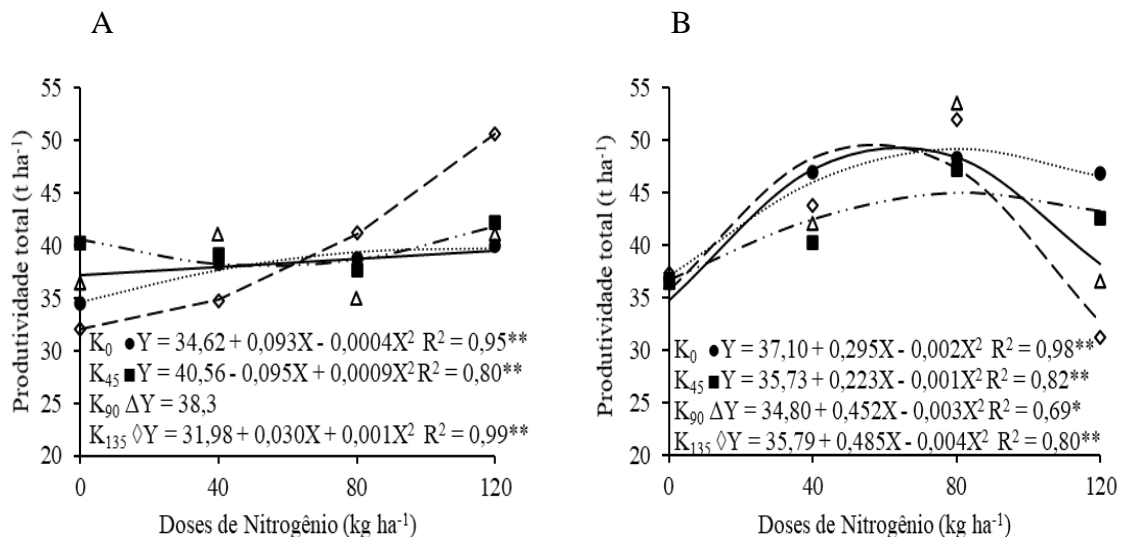 A
B
Produtividade total (t ha⁻¹)
55
50
45
40
35
30
25
20
K₀ ●Y = 34,62 + 0,093X - 0,0004X² R² = 0,95**
K₄₅ ■Y = 40,56 - 0,095X + 0,0009X² R² = 0,80**
K₉₀ ΔY = 38,3
K₁₃₅ ◊Y = 31,98 + 0,030X + 0,001X² R² = 0,99**
0 40 80 120
Doses de Nitrogênio (kg ha⁻¹)
Produtividade total (t ha⁻¹)
55
50
45
40
35
30
25
20
K₀ ●Y = 37,10 + 0,295X - 0,002X² R² = 0,98**
K₄₅ ■Y = 35,73 + 0,223X - 0,001X² R² = 0,82**
K₉₀ ΔY = 34,80 + 0,452X - 0,003X² R² = 0,69*
K₁₃₅ ◊Y = 35,79 + 0,485X - 0,004X² R² = 0,80**
0 40 80 120
Doses de Nitrogênio (kg ha⁻¹)